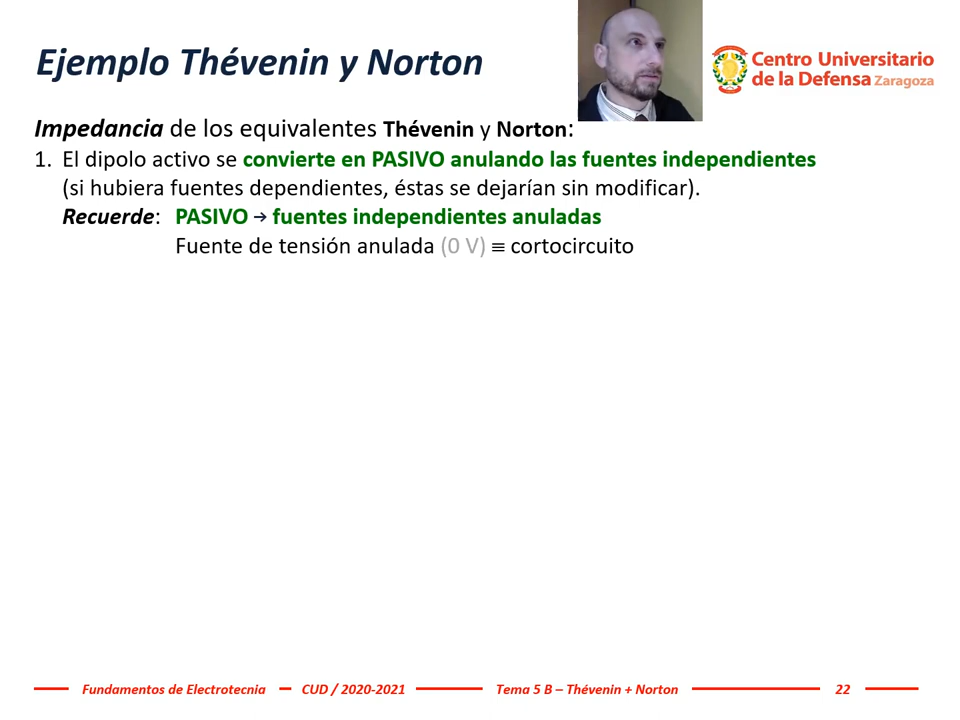 Ejemplo Thévenin y Norton
Centro Universitario
de la Defensa Zaragoza
Impedancia de los equivalentes Thévenin y Norton:
1. El dipolo activo se convierte en PASIVO anulando las fuentes independientes
(si hubiera fuentes dependientes, éstas se dejarían sin modificar).
Recuerde: PASIVO → fuentes independientes anuladas
Fuente de tensión anulada (0 V) ≡ cortocircuito
Fundamentos de Electrotecnia – CUD / 2020-2021 Tema 5 B – Thévenin + Norton 22